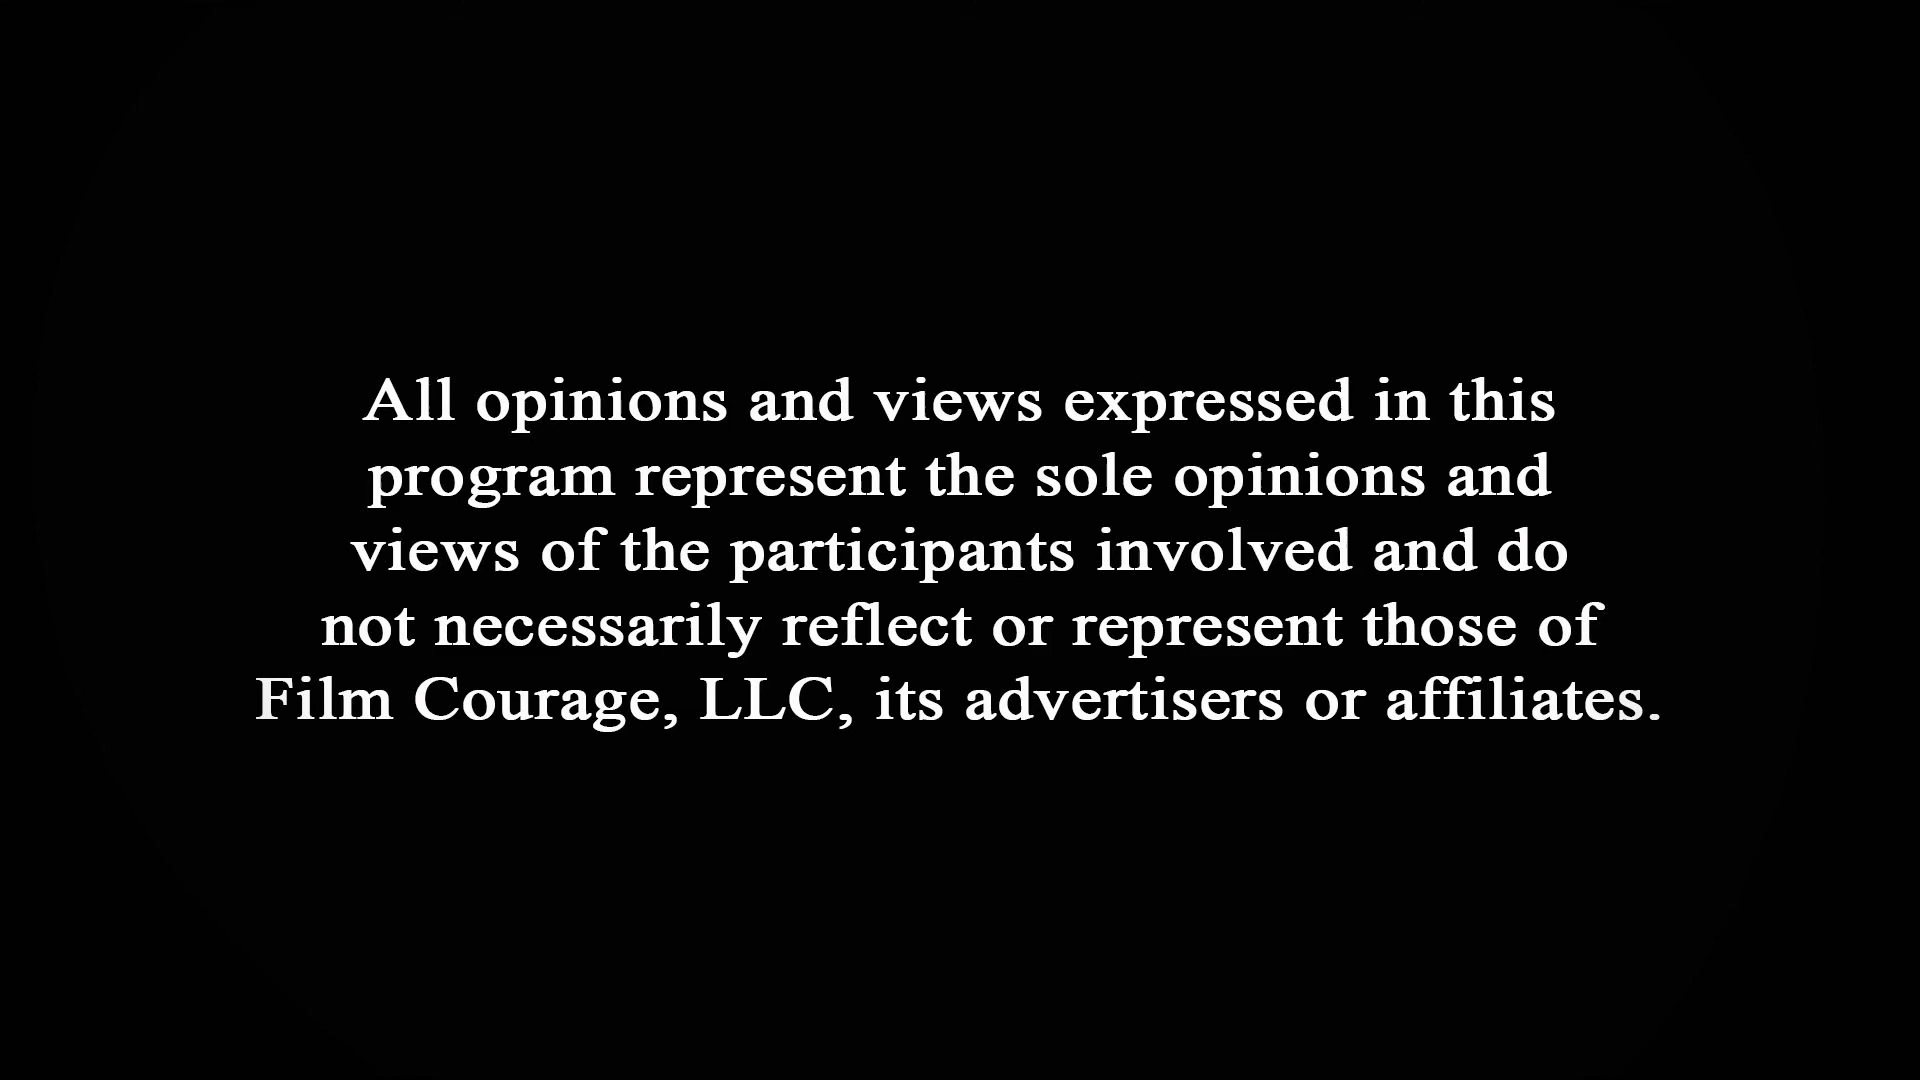 All opinions and views expressed in this
program represent the sole opinions and
views of the participants involved and do
not necessarily reflect or represent those of
Film Courage, LLC, its advertisers or affiliates.